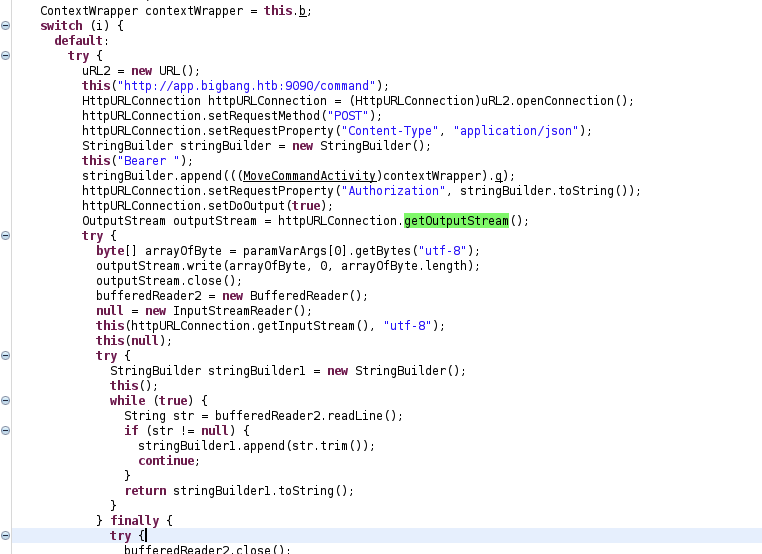 ContextWrapper contextWrapper = this.b;
switch (i) {
default:
try {
uRL2 = new URL();
this("http://app.bigbang.htb:9090/command");
HttpURLConnection httpURLConnection = (HttpURLConnection)uRL2.openConnection();
httpURLConnection.setRequestMethod("POST");
httpURLConnection.setRequestProperty("Content-Type", "application/json");
StringBuilder stringBuilder = new StringBuilder();
this("Bearer ");
stringBuilder.append(((MoveCommandActivity)contextWrapper).q);
httpURLConnection.setRequestProperty("Authorization", stringBuilder.toString());
httpURLConnection.setDoOutput(true);
OutputStream outputStream = httpURLConnection.getOutputStream();
try {
byte[] arrayOfByte = paramVarArgs[0].getBytes("utf-8");
outputStream.write(arrayOfByte, 0, arrayOfByte.length);
outputStream.close();
bufferedReader2 = new BufferedReader();
null = new InputStreamReader();
this(httpURLConnection.getInputStream(), "utf-8");
this(null);
try {
StringBuilder stringBuilder1 = new StringBuilder();
this();
while (true) {
String str = bufferedReader2.readLine();
if (str != null) {
stringBuilder1.append(str.trim());
continue;
}
return stringBuilder1.toString();
}
} finally {
try {
bufferedReader2.close();